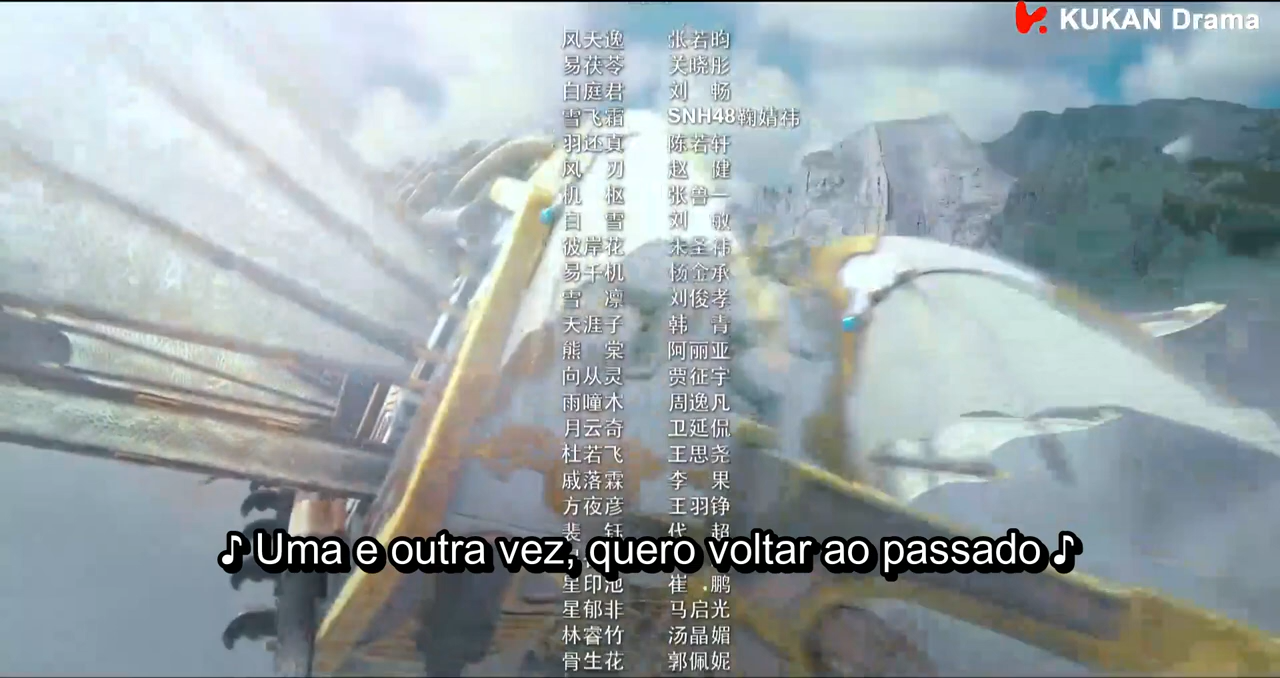 KUKAN Drama
风天逸 张若昀
易茯苓 关晓彤
白庭君 刘 畅
雪飞霜 SNH48鞠婧祎
羽还真 陈若轩
风 刃 赵 健
机 枢 张鲁一
白 雪 刘 敏
彼岸花 朱圣祎
易千机 杨金承
雪 凛 刘俊孝
天涯子 韩 青
熊 棠 阿丽亚
向从灵 贾征宇
雨瞳木 周逸凡
月云奇 卫延侃
杜若飞 王思尧
戚落霖 李 果
方夜彦 王羽铮
裴 钰 代 超
♪ Uma e outra vez, quero voltar ao passado ♪
星印池 崔 鹏
星郁非 马启光
林睿竹 汤晶媚
骨生花 郭佩妮